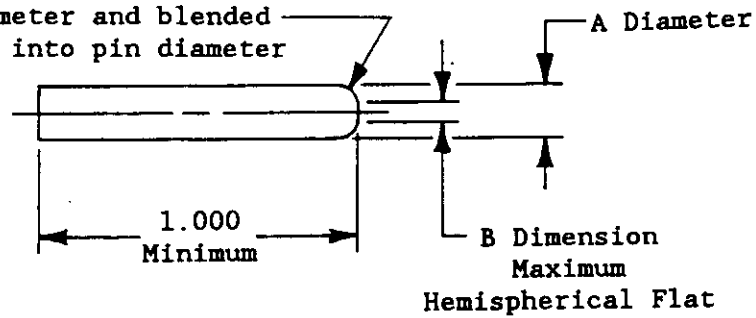 meter and blended
into pin diameter
A Diameter
1.000
Minimum
B Dimension
Maximum
Hemispherical Flat